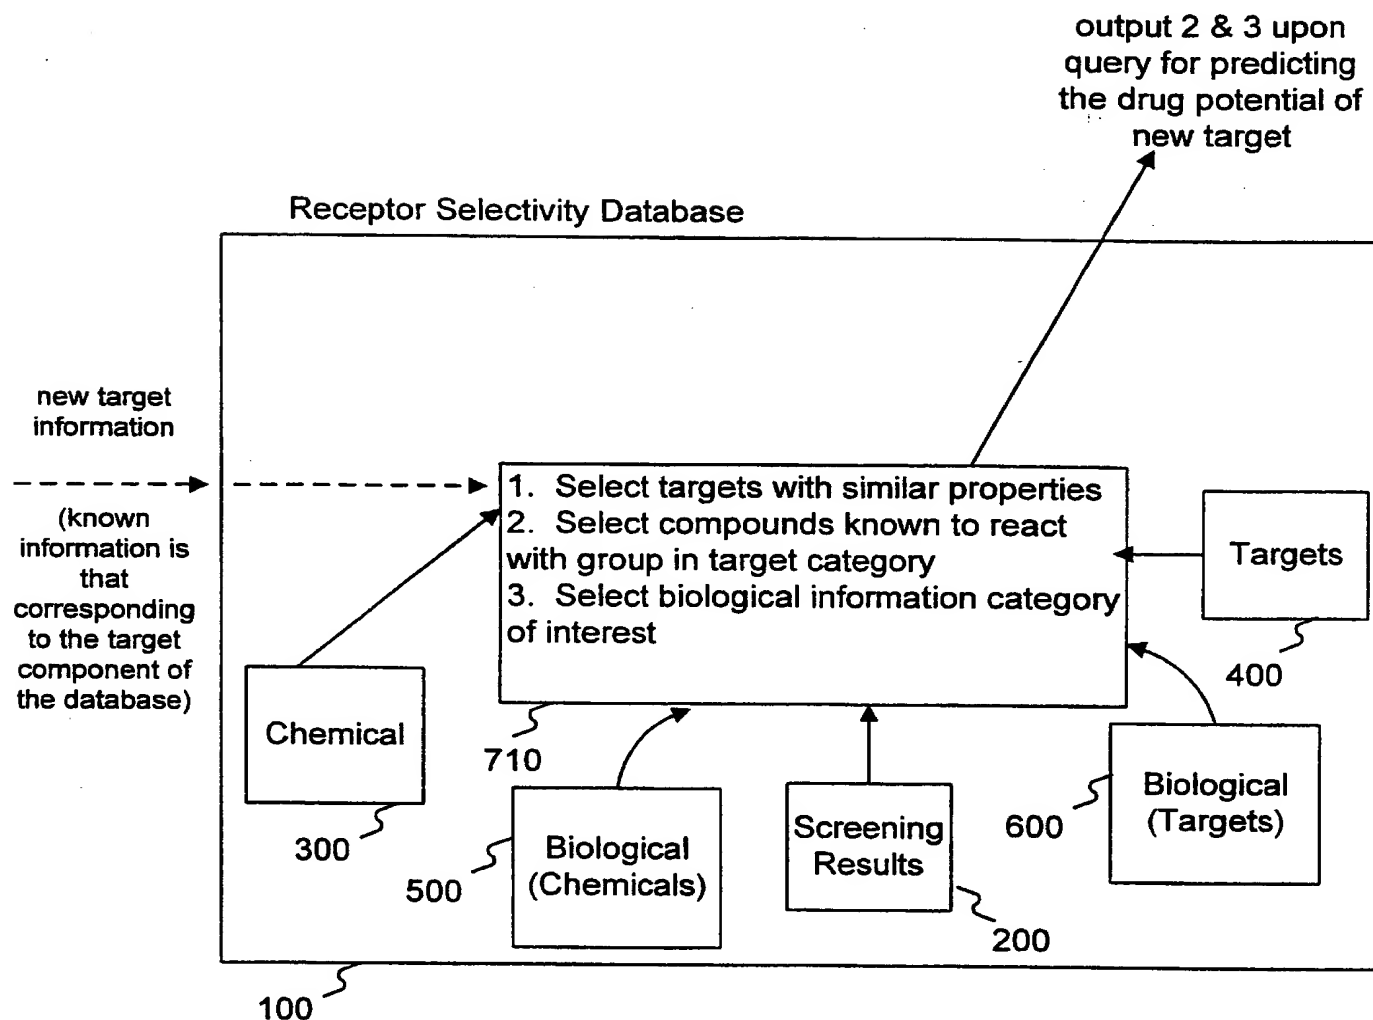 output 2 & 3 upon
query for predicting
the drug potential of
new target
Receptor Selectivity Database
new target
information
(known
information is
that
corresponding
to the target
component of
the database)
1. Select targets with similar properties
2. Select compounds known to react
with group in target category
3. Select biological information category
of interest
Targets
400
Chemical
300
710
Biological
(Chemicals)
500
Screening
Results
200
Biological
(Targets)
600
100